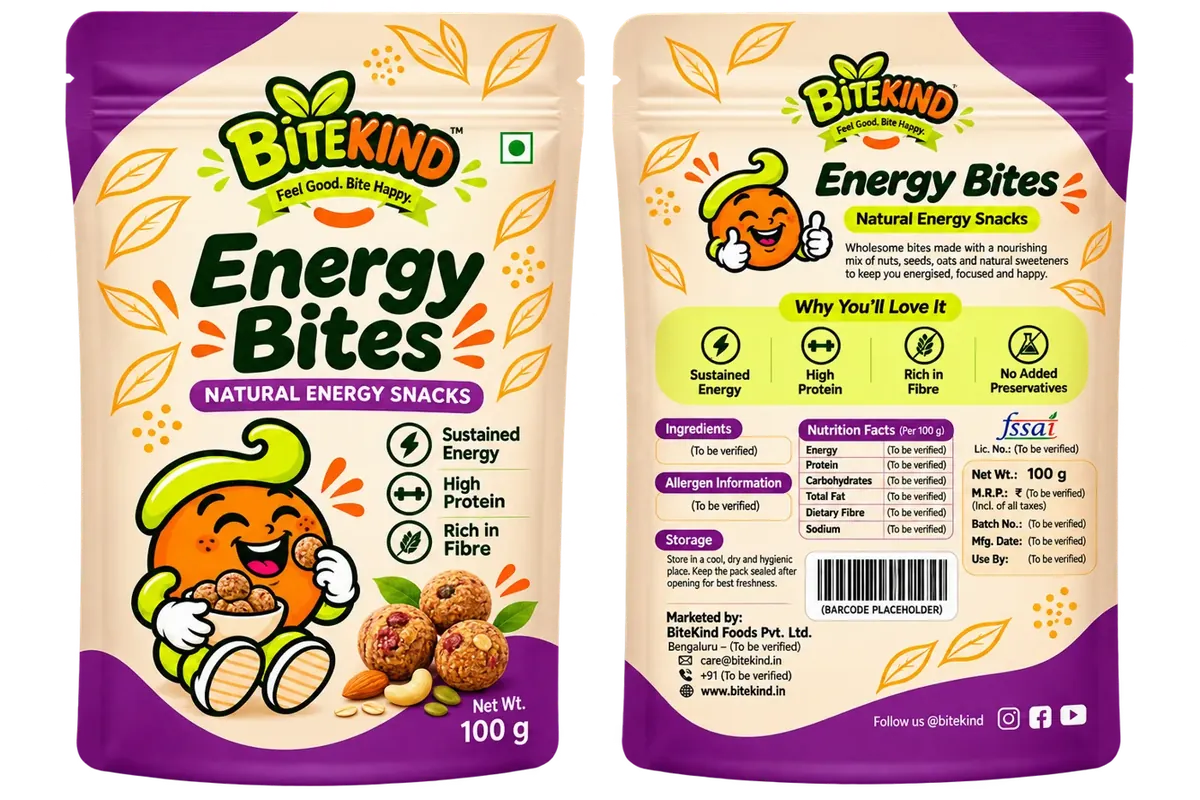 BiTEKIND™
Feel Good. Bite Happy.
Energy
Bites
NATURAL ENERGY SNACKS
Sustained
Energy
High
Protein
Rich in
Fibre
Net Wt.
100 g
BiTEKIND
Feel Good. Bite Happy.
Energy Bites
Natural Energy Snacks
Wholesome bites made with a nourishing
mix of nuts, seeds, oats and natural sweeteners
to keep you energised, focused and happy.
Why You'll Love It
Sustained
Energy
High
Protein
Rich in
Fibre
No Added
Preservatives
Ingredients
(To be verified)
Allergen Information
(To be verified)
Storage
Store in a cool, dry and hygienic
place. Keep the pack sealed after
opening for best freshness.
Nutrition Facts (Per 100 g)
Energy (To be verified)
Protein (To be verified)
Carbohydrates (To be verified)
Total Fat (To be verified)
Dietary Fibre (To be verified)
Sodium (To be verified)
fssai
Lic. No.: (To be verified)
Net Wt.: 100 g
M.R.P.: ₹ (To be verified)
(Incl. of all taxes)
Batch No.: (To be verified)
Mfg. Date: (To be verified)
Use By: (To be verified)
(BARCODE PLACEHOLDER)
Marketed by:
BiteKind Foods Pvt. Ltd.
Bengaluru – (To be verified)
care@bitekind.in
+91 (To be verified)
www.bitekind.in
Follow us @bitekind